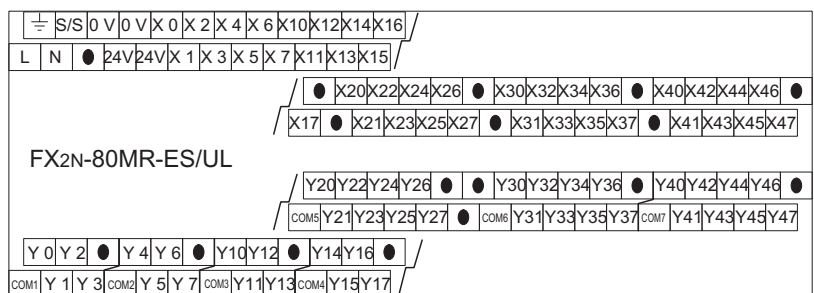 ⏚ S/S 0 V 0 V X 0 X 2 X 4 X 6 X10 X12 X14 X16
L N ● 24V 24V X 1 X 3 X 5 X 7 X11 X13 X15
● X20 X22 X24 X26 ● X30 X32 X34 X36 ● X40 X42 X44 X46 ●
X17 ● X21 X23 X25 X27 ● X31 X33 X35 X37 ● X41 X43 X45 X47
FX2N-80MR-ES/UL
Y20 Y22 Y24 Y26 ● ● Y30 Y32 Y34 Y36 ● Y40 Y42 Y44 Y46 ●
COM5 Y21 Y23 Y25 Y27 ● COM6 Y31 Y33 Y35 Y37 COM7 Y41 Y43 Y45 Y47
Y 0 Y 2 ● Y 4 Y 6 ● Y10 Y12 ● Y14 Y16 ●
COM1 Y 1 Y 3 COM2 Y 5 Y 7 COM3 Y11 Y13 COM4 Y15 Y17